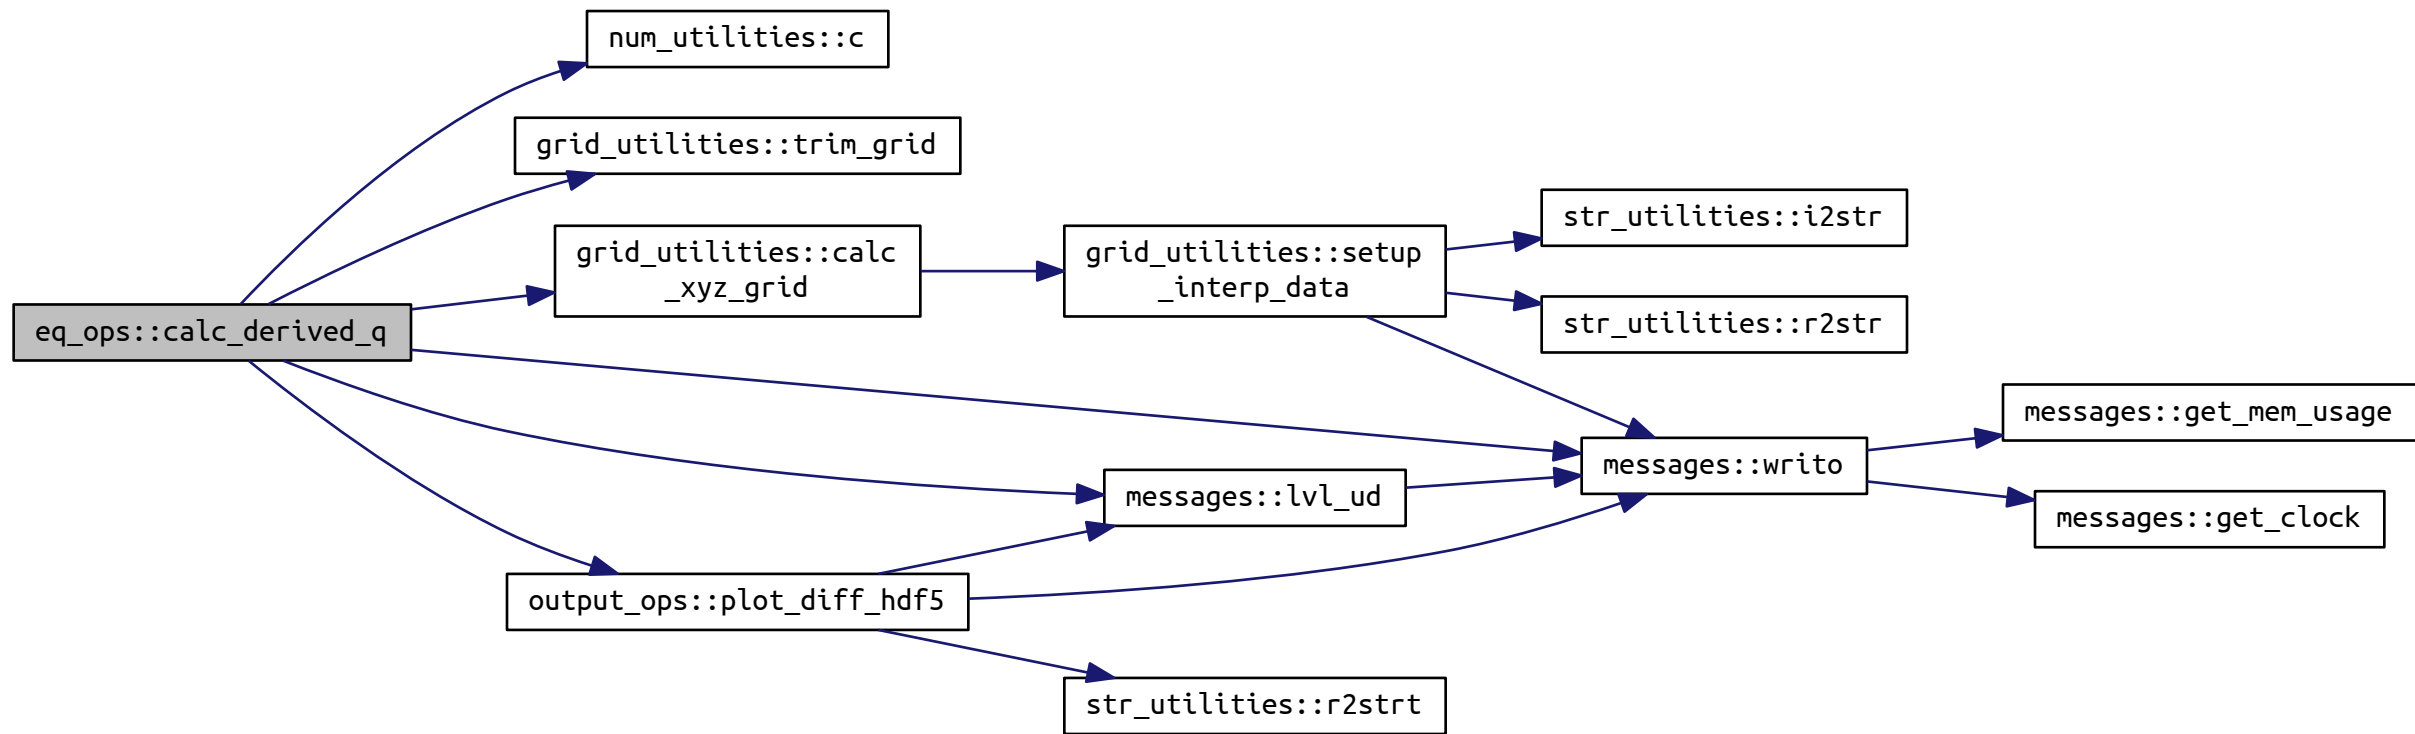 num_utilities::c
grid_utilities::trim_grid
str_utilities::i2str
grid_utilities::calc
_xyz_grid
grid_utilities::setup
_interp_data
str_utilities::r2str
eq_ops::calc_derived_q
messages::get_mem_usage
messages::writo
messages::lvl_ud
messages::get_clock
output_ops::plot_diff_hdf5
str_utilities::r2strt